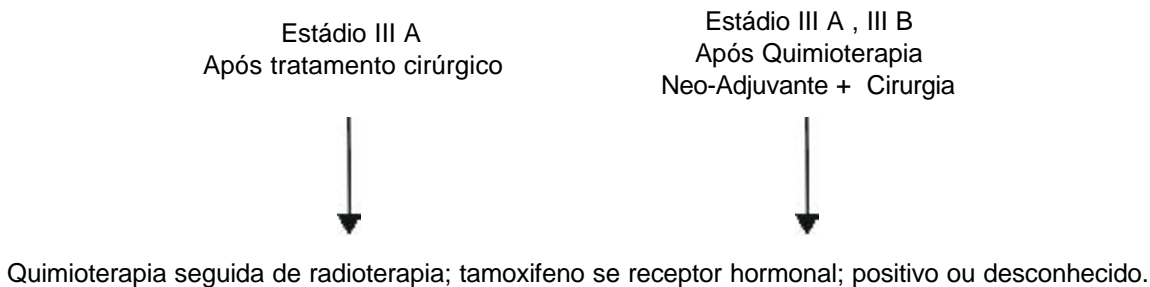 Estádio III A
Após tratamento cirúrgico
Estádio III A , III B
Após Quimioterapia
Neo-Adjuvante + Cirurgia
Quimioterapia seguida de radioterapia; tamoxifeno se receptor hormonal; positivo ou desconhecido.